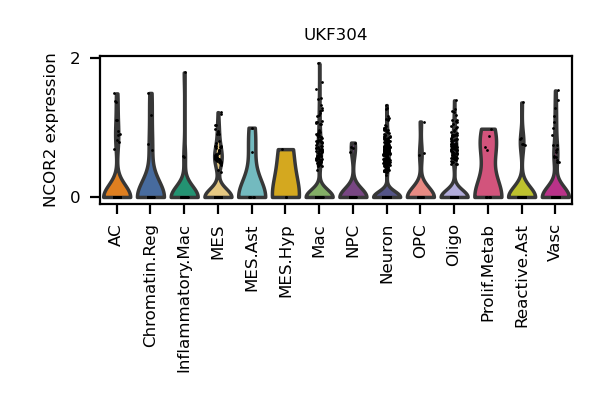 UKF304
NCOR2 expression
2
0
AC
Chromatin.Reg
Inflammatory.Mac
MES
MES.Ast
MES.Hyp
Mac
NPC
Neuron
OPC
Oligo
Prolif.Metab
Reactive.Ast
Vasc